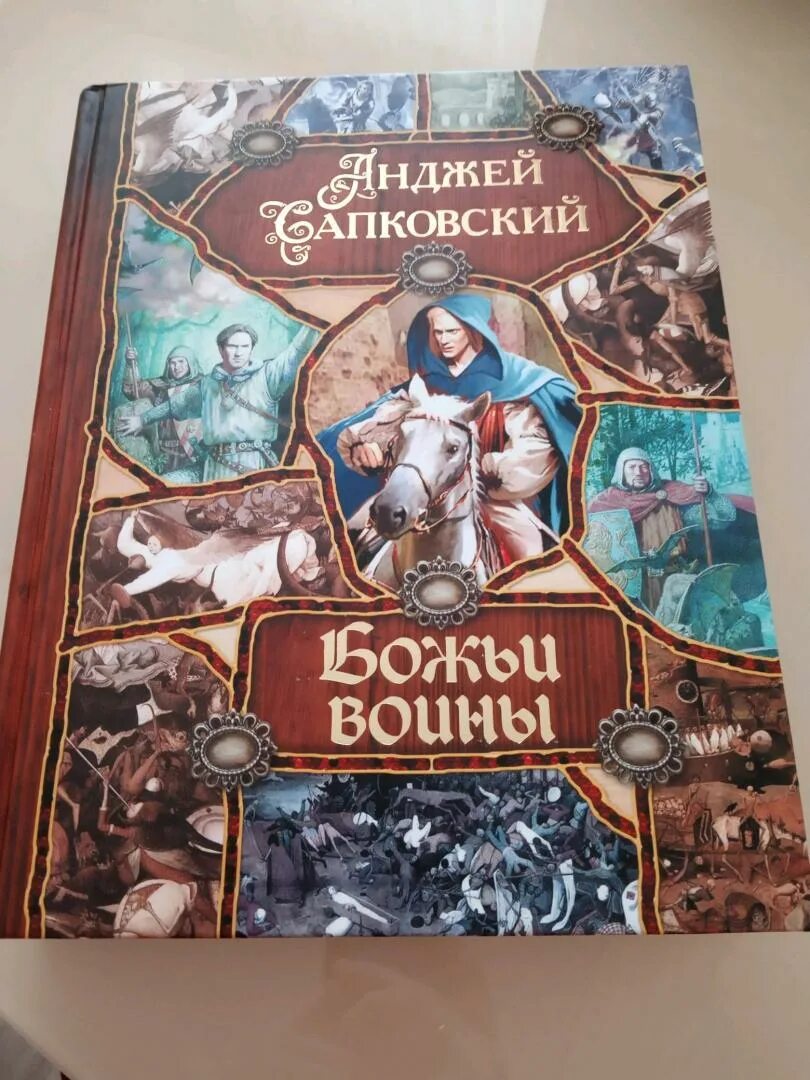 Анджей
Сапковский
Божьи
воины